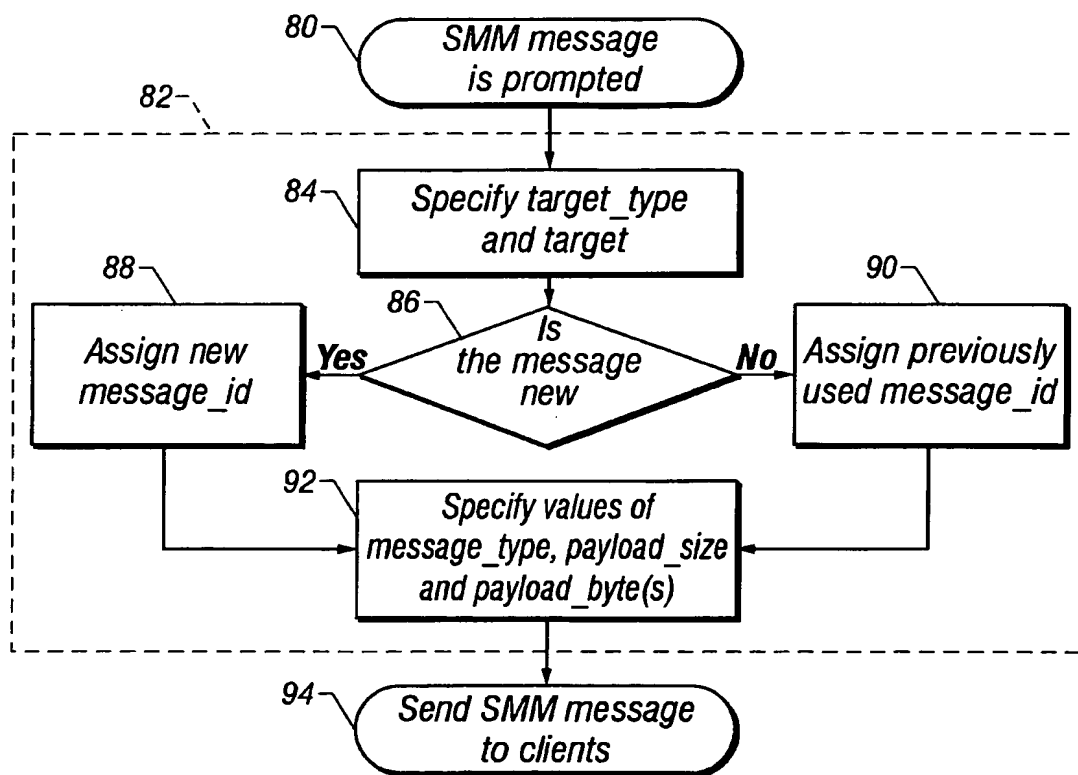 80
SMM message
is prompted
82
84
Specify target_type
and target
88
86
90
Assign new
message_id
Yes
Is
the message
new
No
Assign previously
used message_id
92
Specify values of
message_type, payload_size
and payload_byte(s)
94
Send SMM message
to clients